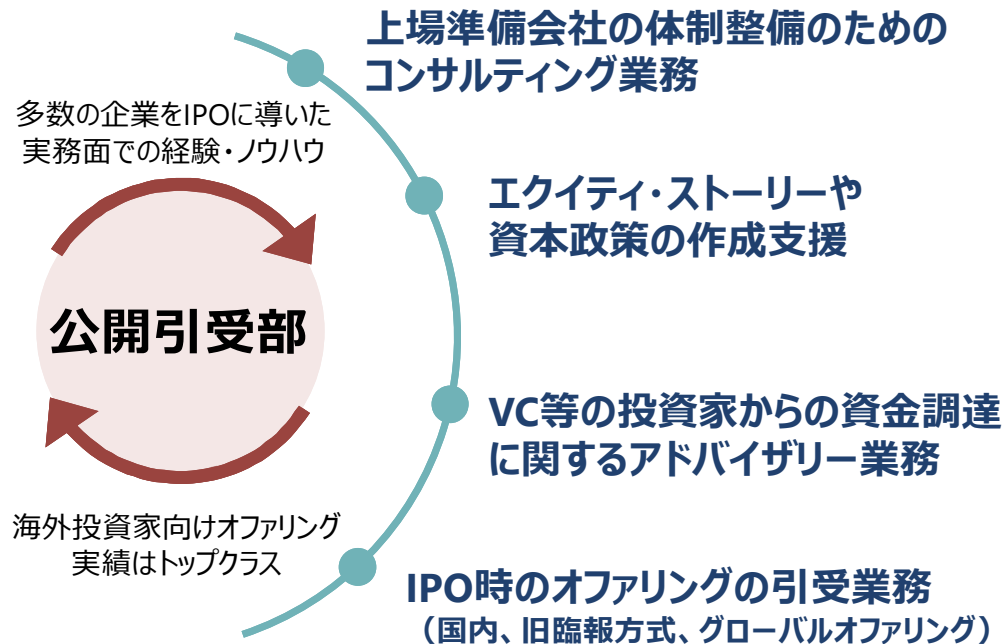 上場準備会社の体制整備のための
コンサルティング業務
多数の企業をIPOに導いた
実務面での経験・ノウハウ
エクイティ・ストーリーや
資本政策の作成支援
公開引受部
VC等の投資家からの資金調達
に関するアドバイザリー業務
海外投資家向けオファリング
実績はトップクラス
IPO時のオファリングの引受業務
（国内、旧臨報方式、グローバルオファリング）